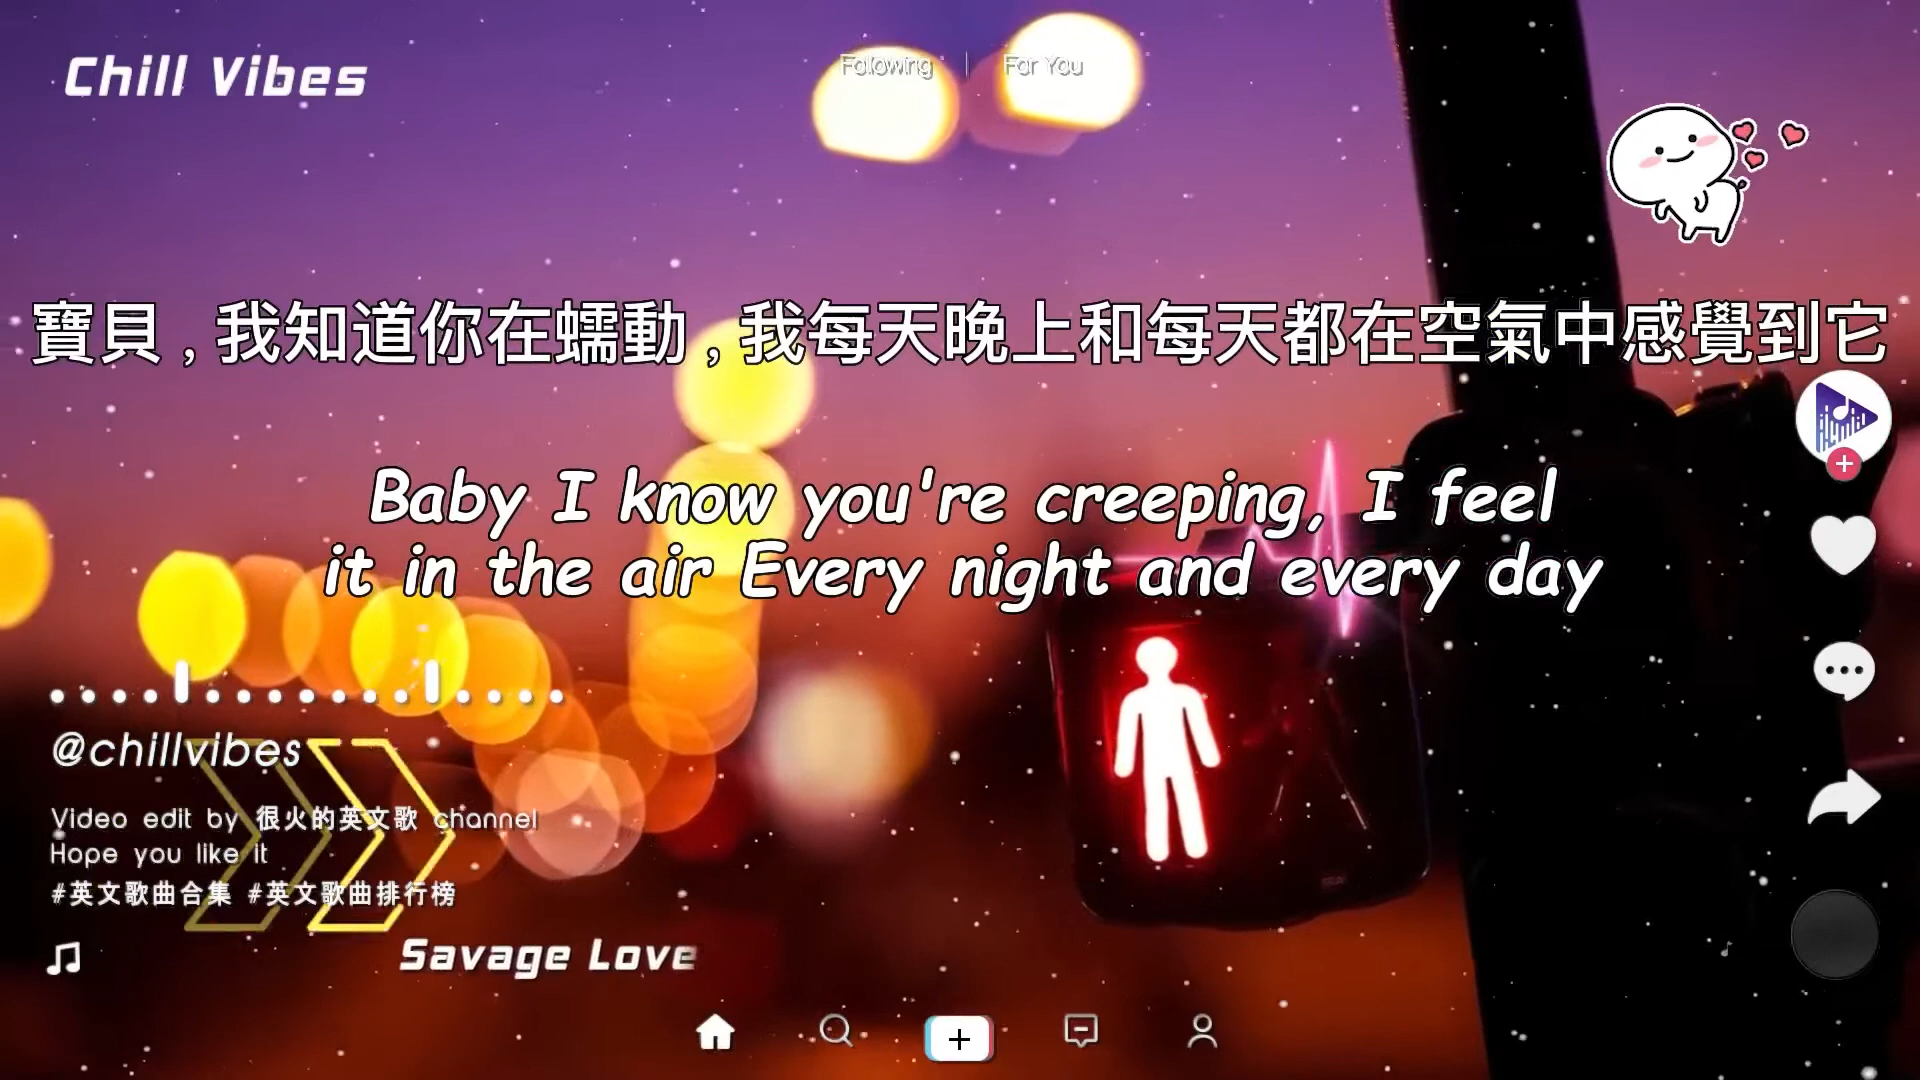 Chill Vibes
Following | For You
寶貝 , 我知道你在蠕動 , 我每天晚上和每天都在空氣中感覺到它
Baby I know you're creeping, I feel
it in the air Every night and every day
@chillvibes
Video edit by 很火的英文歌 channel
Hope you like it
#英文歌曲合集 #英文歌曲排行榜
Savage Love